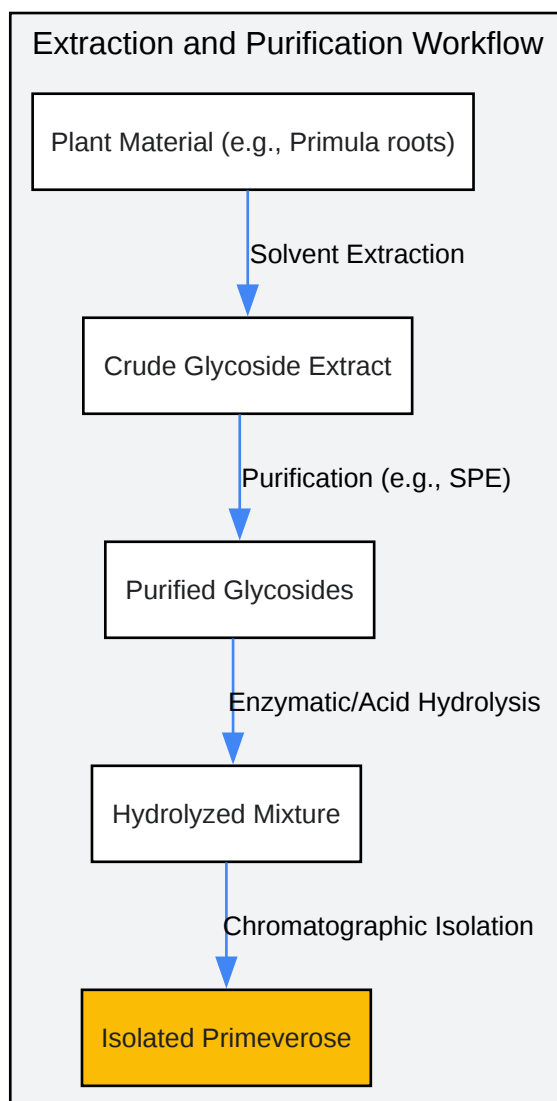 Extraction and Purification Workflow
Plant Material (e.g., Primula roots)
Solvent Extraction
Crude Glycoside Extract
Purification (e.g., SPE)
Purified Glycosides
Enzymatic/Acid Hydrolysis
Hydrolyzed Mixture
Chromatographic Isolation
Isolated Primeverose